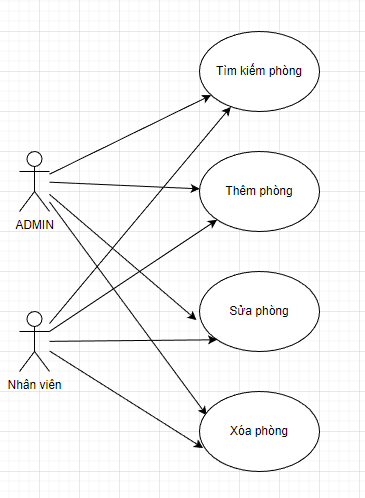 Tìm kiếm phòng
Thêm phòng
ADMIN
Sửa phòng
Nhân viên
Xóa phòng